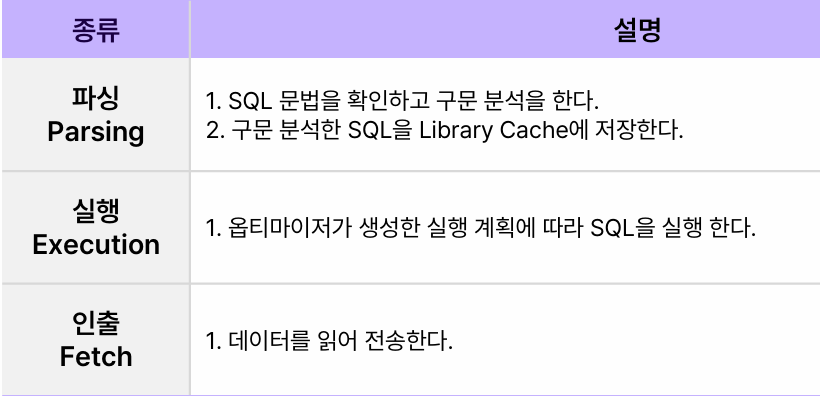 종류
설명
파싱
Parsing
1. SQL 문법을 확인하고 구문 분석을 한다.
2. 구문 분석한 SQL을 Library Cache에 저장한다.
실행
Execution
1. 옵티마이저가 생성한 실행 계획에 따라 SQL을 실행 한다.
인출
Fetch
1. 데이터를 읽어 전송한다.